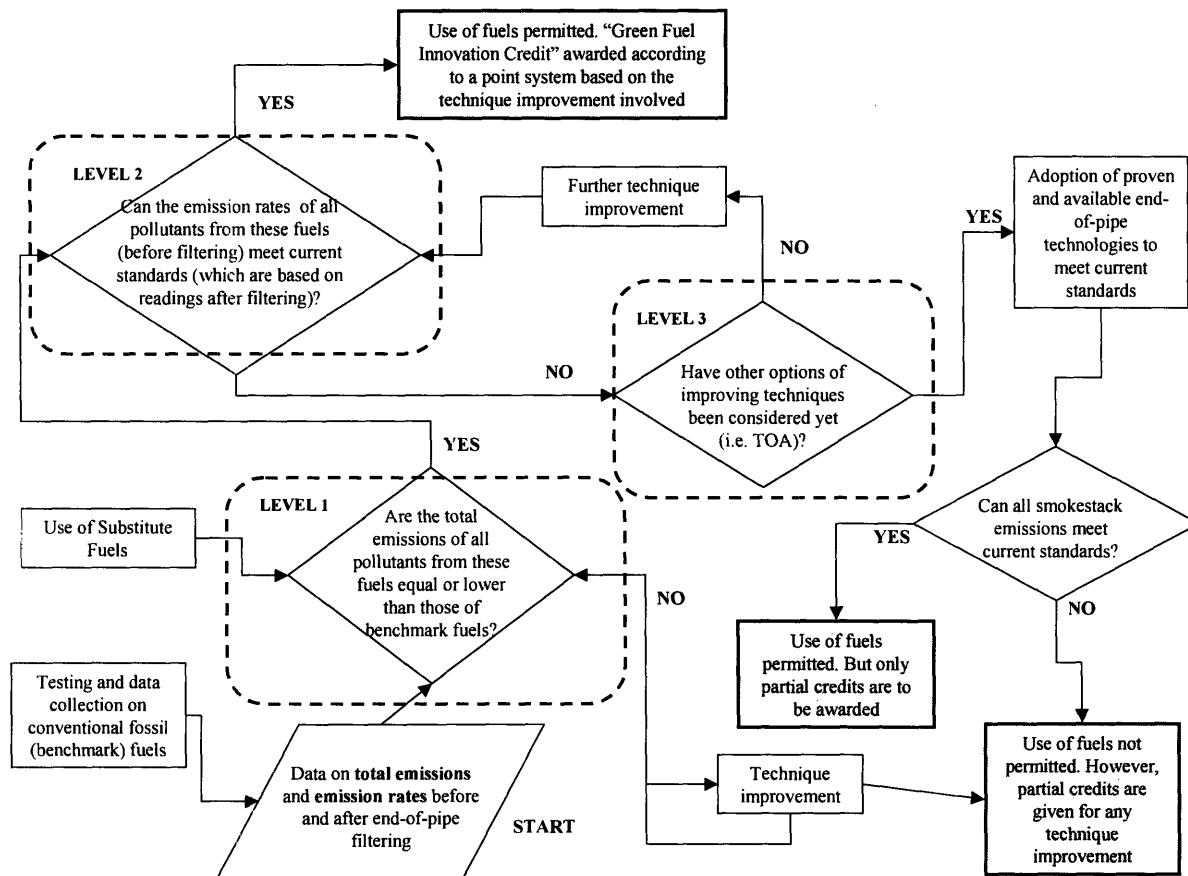 Use of fuels permitted. “Green Fuel
Innovation Credit” awarded according
to a point system based on the
technique improvement involved
YES
LEVEL 2
Can the emission rates of all
pollutants from these fuels
(before filtering) meet current
standards (which are based on
readings after filtering)?
Further technique
improvement
NO
YES
Adoption of proven
and available end-
of-pipe
technologies to
meet current
standards
LEVEL 3
NO
Have other options of
improving techniques
been considered yet
(i.e. TOA)?
YES
LEVEL 1
Use of Substitute
Fuels
Are the total
emissions of all
pollutants from these
fuels equal or lower
than those of
benchmark fuels?
NO
Can all smokestack
emissions meet
current standards?
YES
NO
Use of fuels
permitted. But only
partial credits are to
be awarded
Testing and data
collection on
conventional fossil
(benchmark) fuels
Data on total emissions
and emission rates before
and after end-of-pipe
filtering
START
Technique
improvement
Use of fuels not
permitted. However,
partial credits are
given for any
technique
improvement